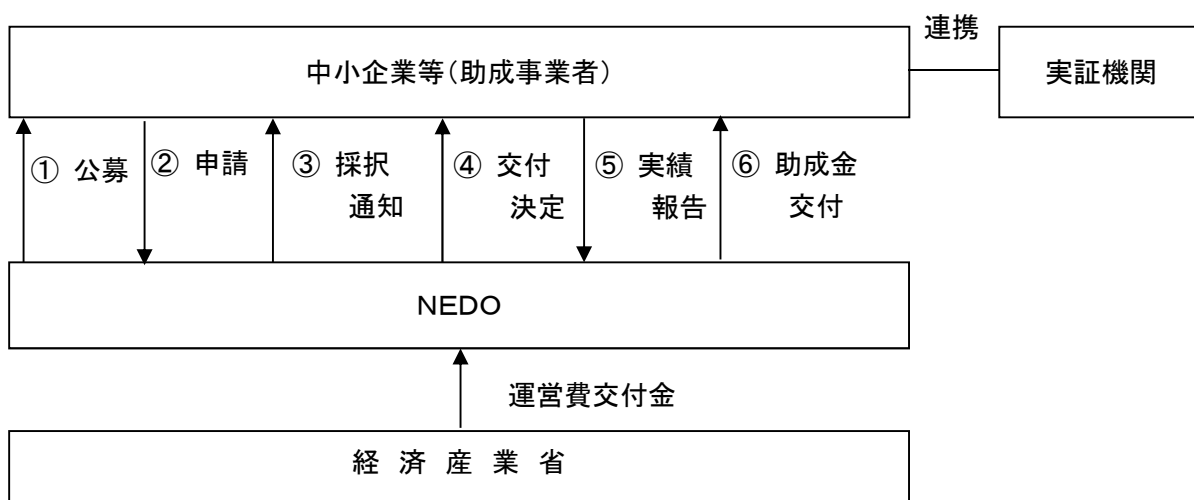 連携
中小企業等(助成事業者)
実証機関
① 公募
② 申請
③ 採択
通知
④ 交付
決定
⑤ 実績
報告
⑥ 助成金
交付
NEDO
運営費交付金
経 済 産 業 省